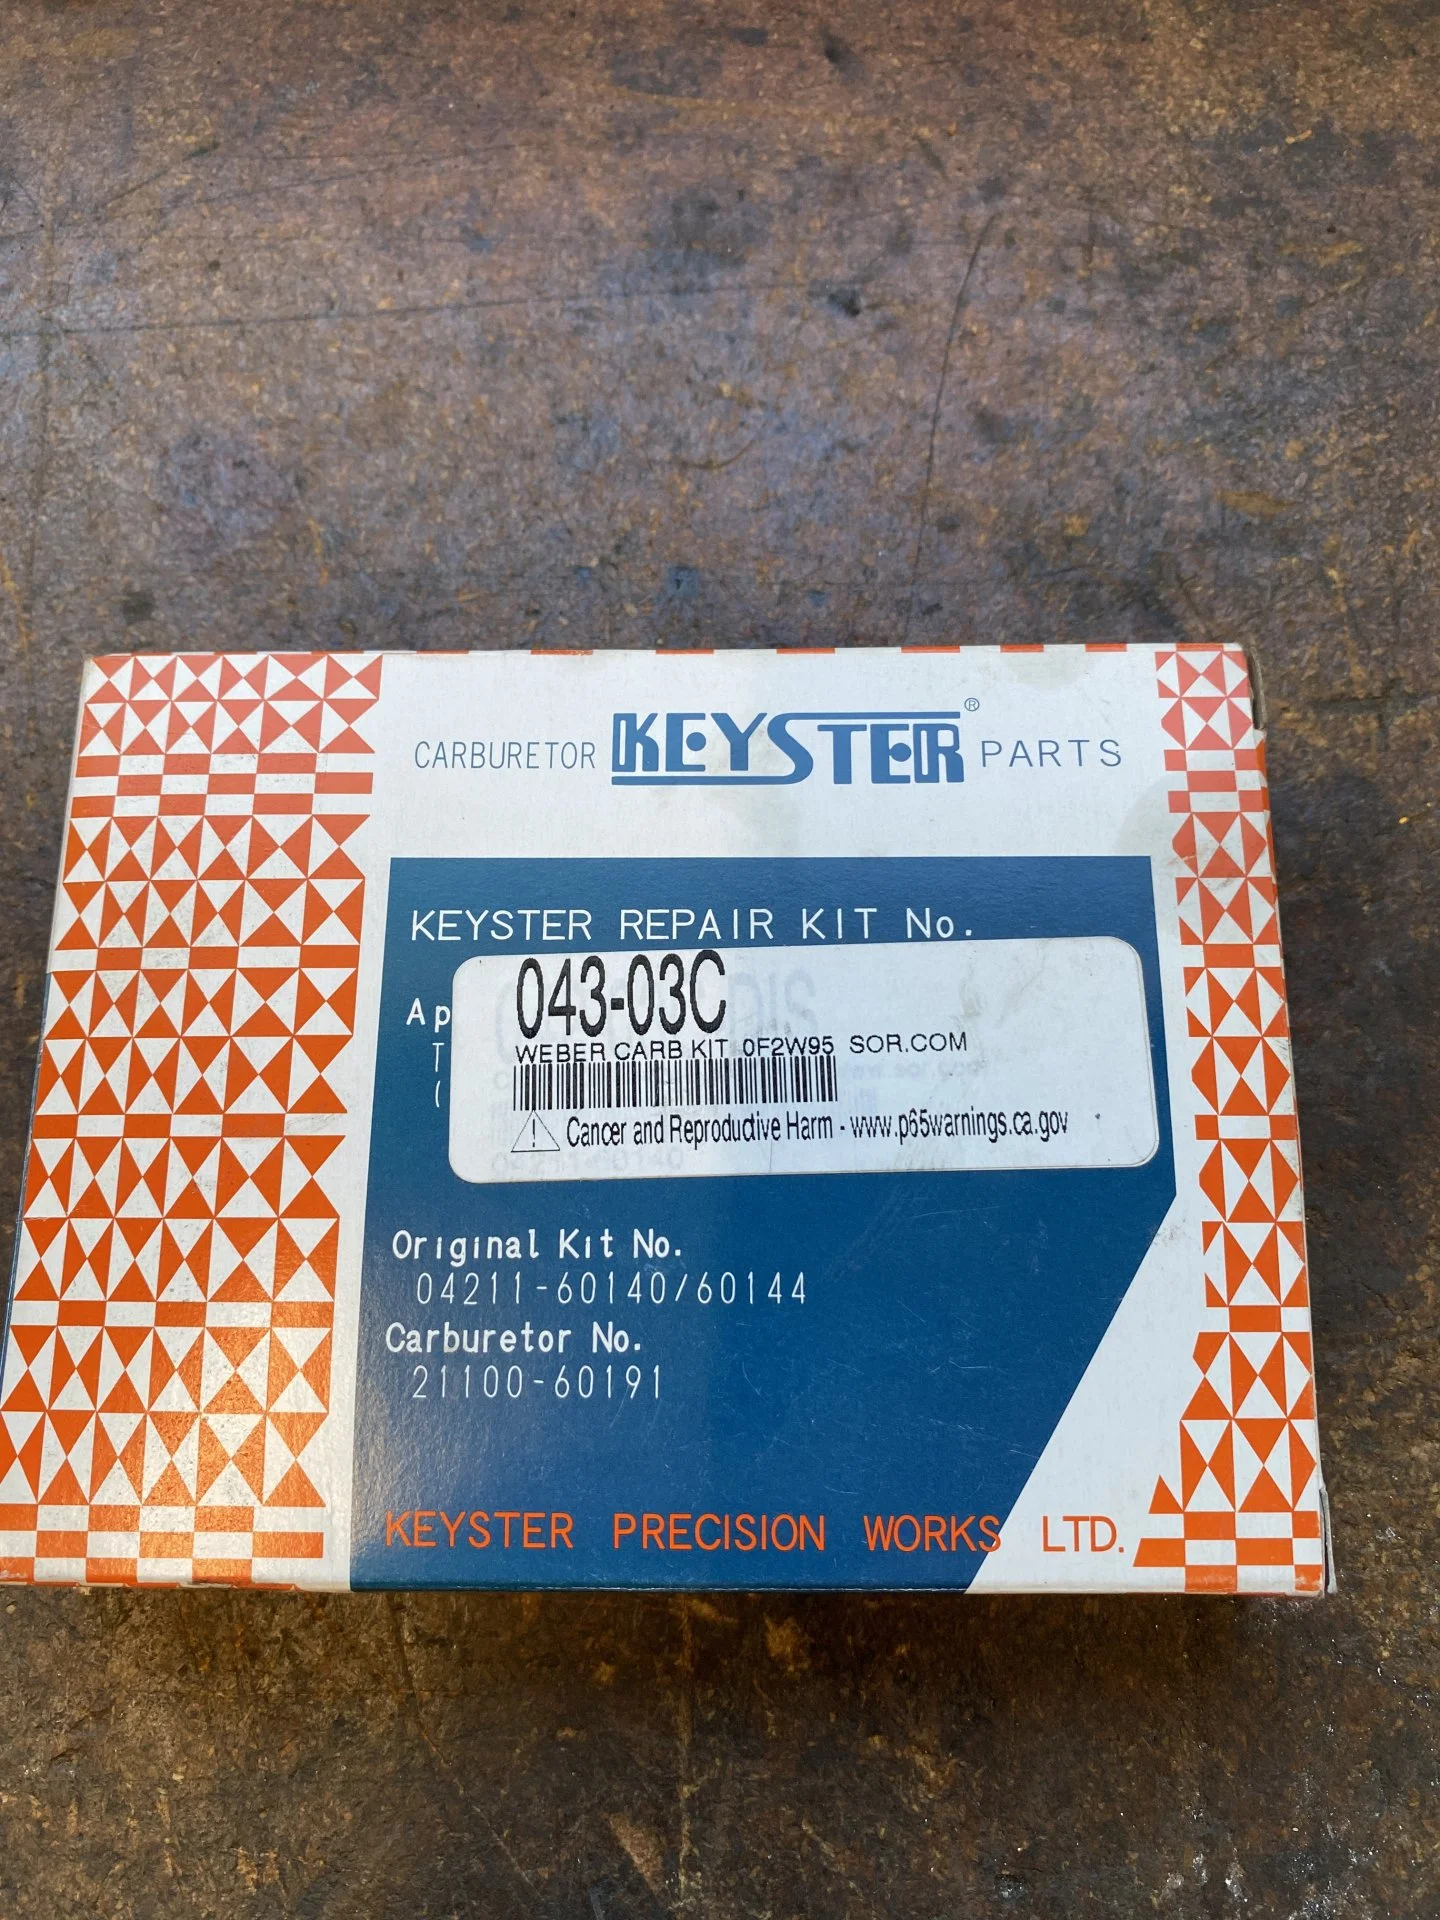 CARBURETOR KEYSTER® PARTS
KEYSTER REPAIR KIT No.
043-03C
WEBER CARB KIT 0F2W95 SOR.COM
Cancer and Reproductive Harm - www.p65warnings.ca.gov
Original Kit No.
04211-60140/60144
Carburetor No.
21100-60191
KEYSTER PRECISION WORKS LTD.